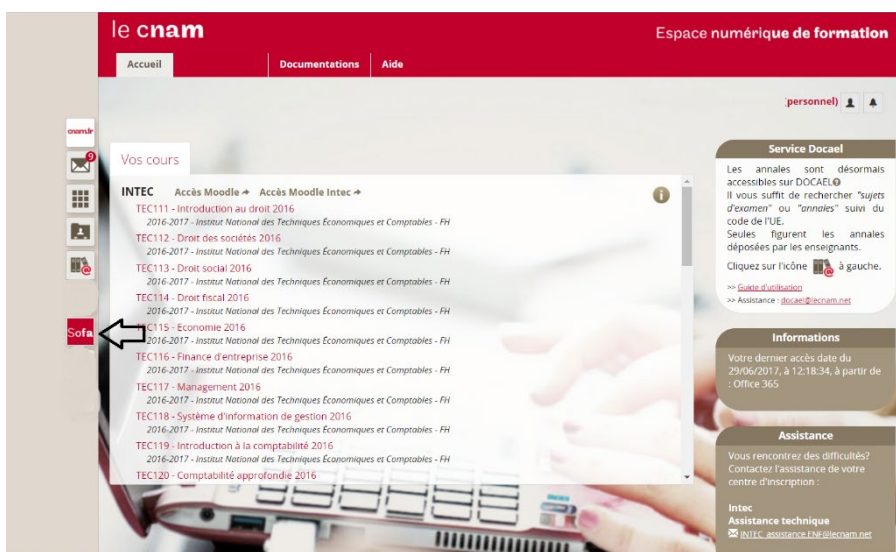 le cnam
Espace numérique de formation
Accueil
Documentations
Aide
(personnel)
cnam.fr
9
Sofa
Vos cours
INTEC Accès Moodle Accès Moodle Intec
TEC111 - Introduction au droit 2016
2016-2017 - Institut National des Techniques Économiques et Comptables - FH
TEC112 - Droit des sociétés 2016
2016-2017 - Institut National des Techniques Économiques et Comptables - FH
TEC113 - Droit social 2016
2016-2017 - Institut National des Techniques Économiques et Comptables - FH
TEC114 - Droit fiscal 2016
2016-2017 - Institut National des Techniques Économiques et Comptables - FH
TEC115 - Economie 2016
2016-2017 - Institut National des Techniques Économiques et Comptables - FH
TEC116 - Finance d'entreprise 2016
2016-2017 - Institut National des Techniques Économiques et Comptables - FH
TEC117 - Management 2016
2016-2017 - Institut National des Techniques Économiques et Comptables - FH
TEC118 - Système d'information de gestion 2016
2016-2017 - Institut National des Techniques Économiques et Comptables - FH
TEC119 - Introduction à la comptabilité 2016
2016-2017 - Institut National des Techniques Économiques et Comptables - FH
TEC120 - Comptabilité approfondie 2016
Service Docael
Les annales sont désormais
accessibles sur DOCAEL
Il vous suffit de rechercher "sujets
d'examen" ou "annales" suivi du
code de l'UE.
Seules figurent les annales
déposées par les enseignants.
Cliquez sur l'icône à gauche.
>> Guide d'utilisation
>> Assistance : docael@lecnam.net
Informations
Votre dernier accès date du
29/06/2017, à 12:18:34, à partir de
: Office 365
Assistance
Vous rencontrez des difficultés?
Contactez l'assistance de votre
centre d'inscription :
Intec
Assistance technique
INTEC_assistance.ENF@lecnam.net